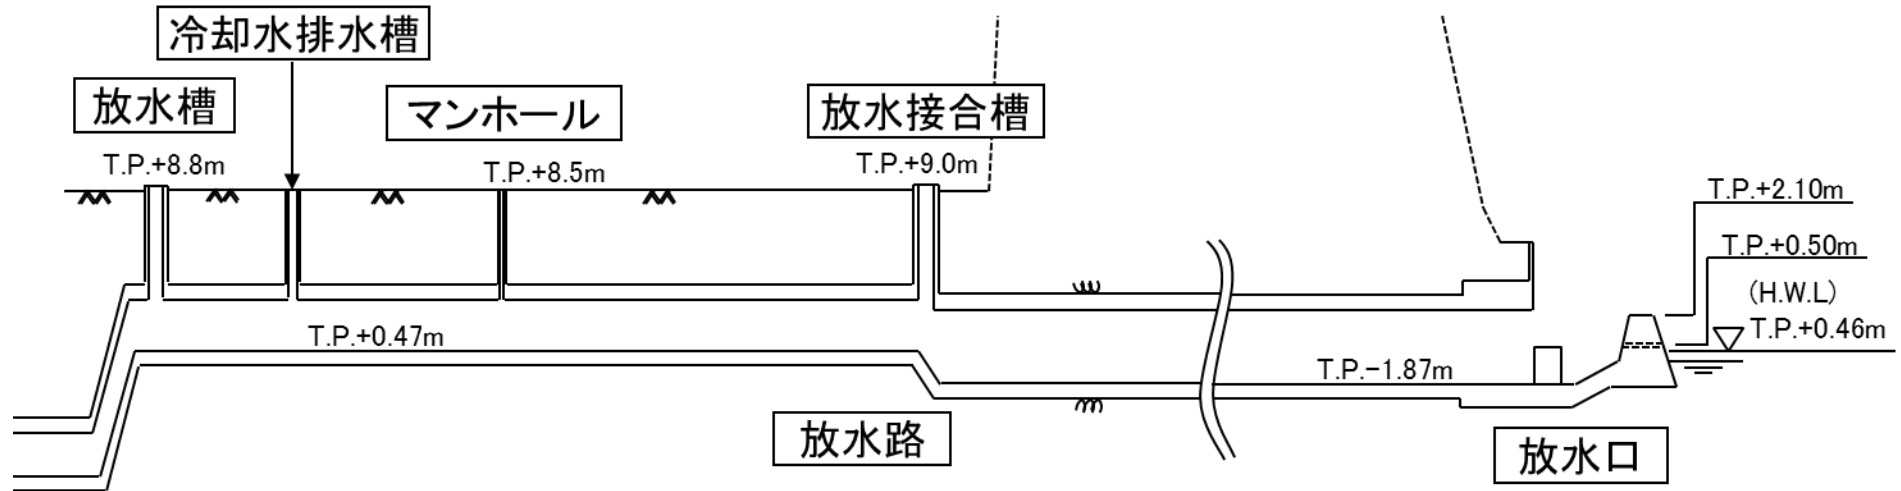 冷却水排水槽
放水槽
マンホール
放水接合槽
T.P.+8.8m
T.P.+8.5m
T.P.+9.0m
T.P.+2.10m
T.P.+0.50m
(H.W.L)
T.P.+0.46m
T.P.+0.47m
T.P.-1.87m
放水路
放水口